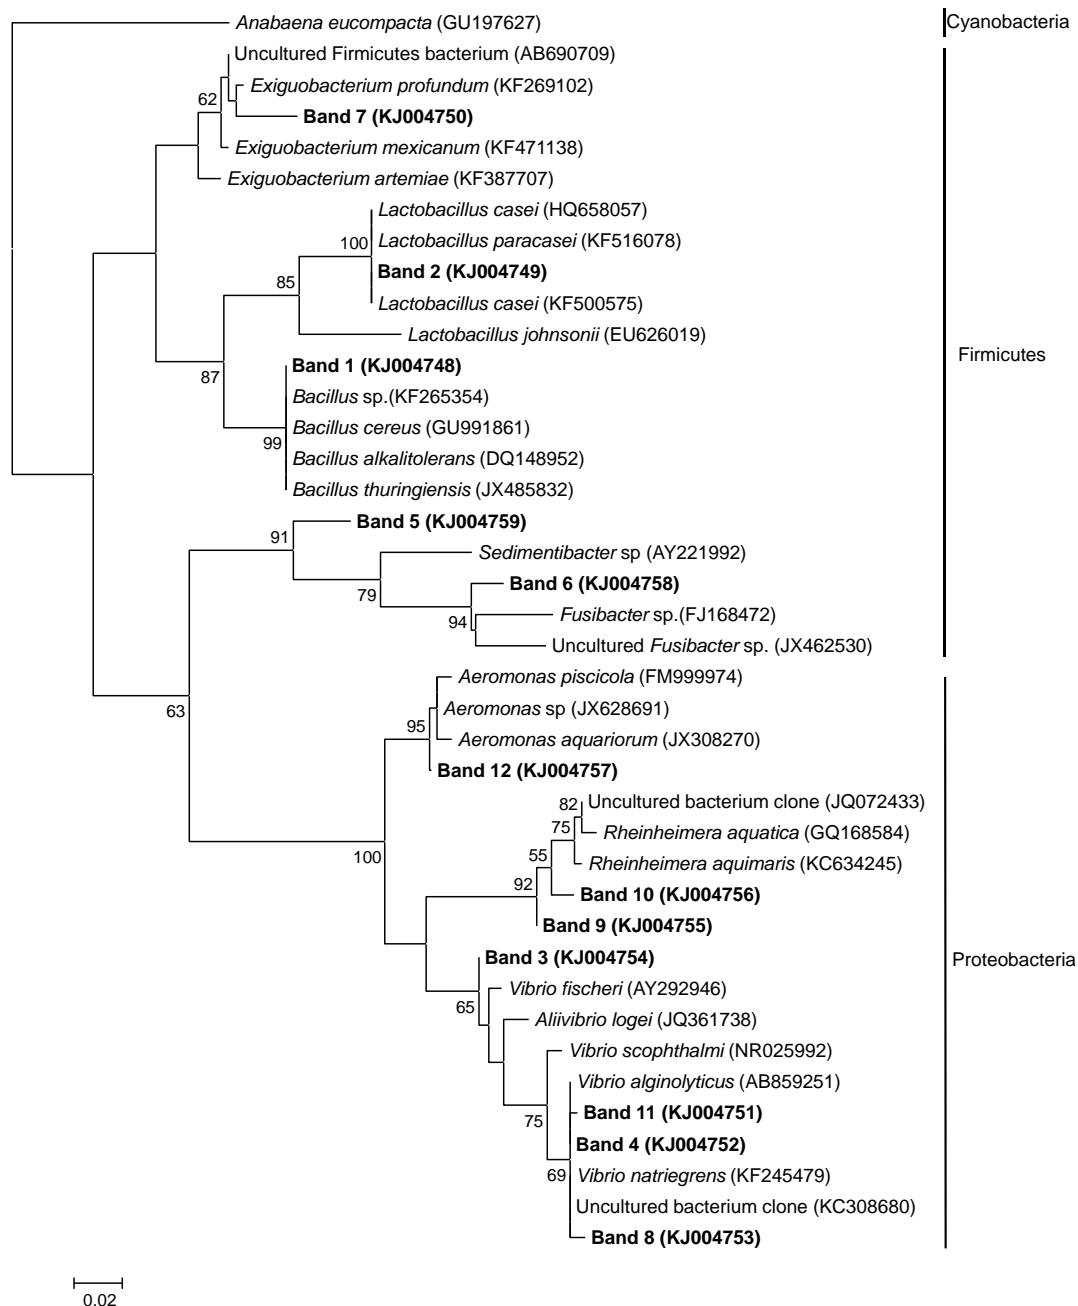 Anabaena eucompacta (GU197627)
Cyanobacteria
Uncultured Firmicutes bacterium (AB690709)
Exiguobacterium profundum (KF269102)
62
Band 7 (KJ004750)
Exiguobacterium mexicanum (KF471138)
Exiguobacterium artemiae (KF387707)
Lactobacillus casei (HQ658057)
100
Lactobacillus paracasei (KF516078)
Band 2 (KJ004749)
85
Lactobacillus casei (KF500575)
Lactobacillus johnsonii (EU626019)
Firmicutes
87
Band 1 (KJ004748)
Bacillus sp.(KF265354)
Bacillus cereus (GU991861)
99
Bacillus alkalitolerans (DQ148952)
Bacillus thuringiensis (JX485832)
Band 5 (KJ004759)
91
Sedimentibacter sp (AY221992)
79
Band 6 (KJ004758)
94
Fusibacter sp.(FJ168472)
Uncultured Fusibacter sp. (JX462530)
63
Aeromonas piscicola (FM999974)
Aeromonas sp (JX628691)
95
Aeromonas aquariorum (JX308270)
Band 12 (KJ004757)
82
Uncultured bacterium clone (JQ072433)
75
Rheinheimera aquatica (GQ168584)
100
55
Rheinheimera aquimaris (KC634245)
92
Band 10 (KJ004756)
Band 9 (KJ004755)
Band 3 (KJ004754)
Proteobacteria
65
Vibrio fischeri (AY292946)
Aliivibrio logei (JQ361738)
Vibrio scophthalmi (NR025992)
Vibrio alginolyticus (AB859251)
75
Band 11 (KJ004751)
Band 4 (KJ004752)
69
Vibrio natriegrens (KF245479)
Uncultured bacterium clone (KC308680)
Band 8 (KJ004753)
0.02